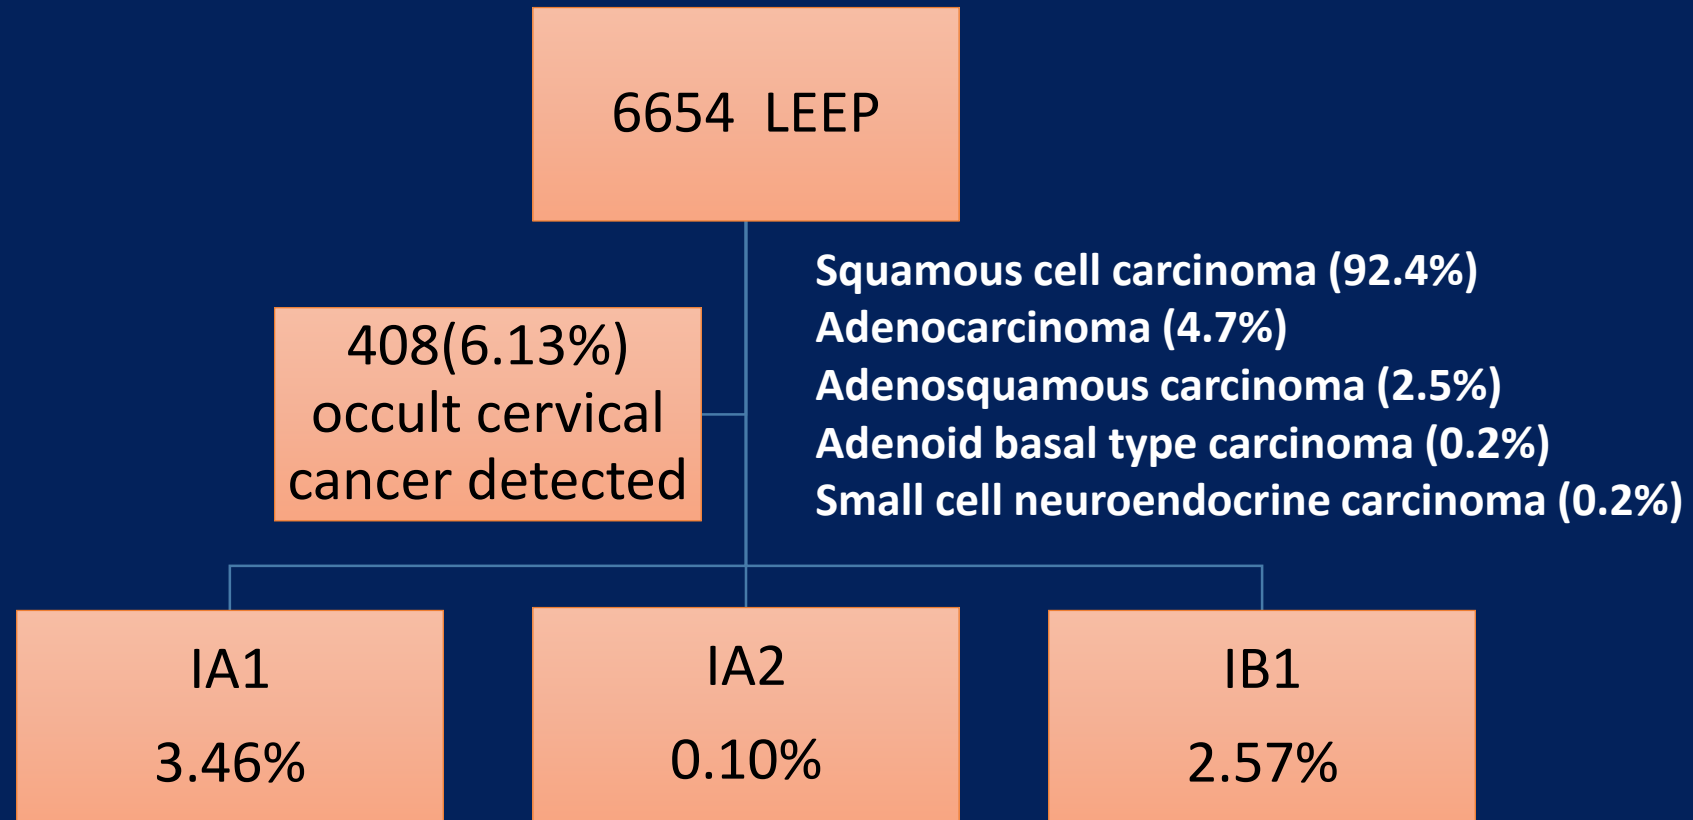 6654 LEEP
408(6.13%)
occult cervical
cancer detected
Squamous cell carcinoma (92.4%)
Adenocarcinoma (4.7%)
Adenosquamous carcinoma (2.5%)
Adenoid basal type carcinoma (0.2%)
Small cell neuroendocrine carcinoma (0.2%)
IA1
3.46%
IA2
0.10%
IB1
2.57%